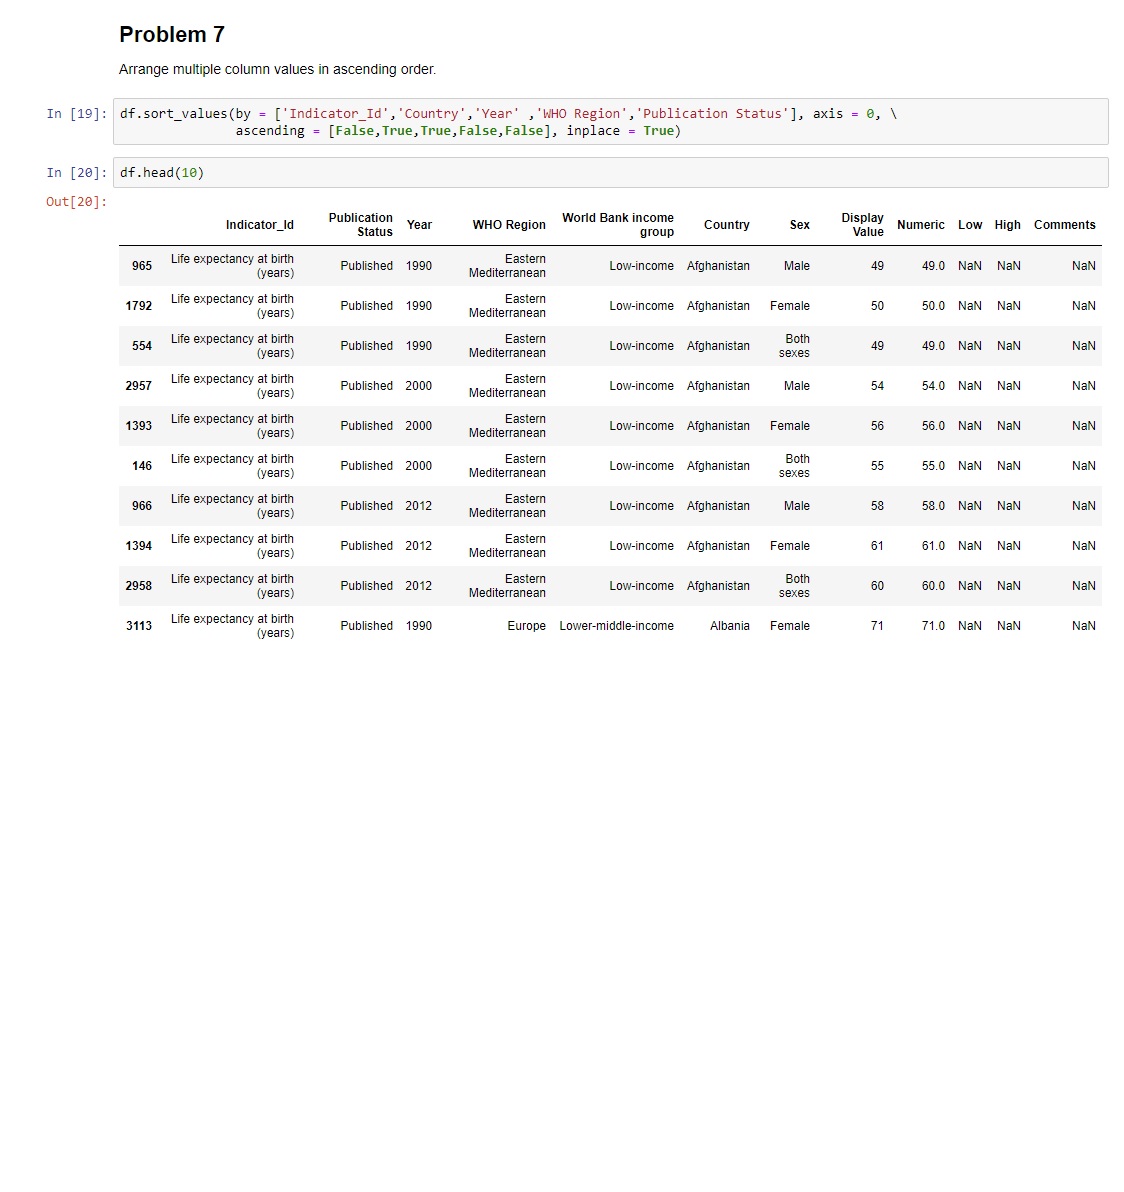 Problem 7
Arrange multiple column values in ascending order.
In [19]: df.sort_values(by = ['Indicator_Id','Country','Year' ,'WHO Region','Publication Status'], axis = 0, \
ascending = [False,True,True,False,False], inplace = True)
In [20]: df.head(10)
Out[20]:
Indicator_Id Publication Status Year WHO Region World Bank income group Country Sex Display Value Numeric Low High Comments
965 Life expectancy at birth (years) Published 1990 Eastern Mediterranean Low-income Afghanistan Male 49 49.0 NaN NaN NaN
1792 Life expectancy at birth (years) Published 1990 Eastern Mediterranean Low-income Afghanistan Female 50 50.0 NaN NaN NaN
554 Life expectancy at birth (years) Published 1990 Eastern Mediterranean Low-income Afghanistan Both sexes 49 49.0 NaN NaN NaN
2957 Life expectancy at birth (years) Published 2000 Eastern Mediterranean Low-income Afghanistan Male 54 54.0 NaN NaN NaN
1393 Life expectancy at birth (years) Published 2000 Eastern Mediterranean Low-income Afghanistan Female 56 56.0 NaN NaN NaN
146 Life expectancy at birth (years) Published 2000 Eastern Mediterranean Low-income Afghanistan Both sexes 55 55.0 NaN NaN NaN
966 Life expectancy at birth (years) Published 2012 Eastern Mediterranean Low-income Afghanistan Male 58 58.0 NaN NaN NaN
1394 Life expectancy at birth (years) Published 2012 Eastern Mediterranean Low-income Afghanistan Female 61 61.0 NaN NaN NaN
2958 Life expectancy at birth (years) Published 2012 Eastern Mediterranean Low-income Afghanistan Both sexes 60 60.0 NaN NaN NaN
3113 Life expectancy at birth (years) Published 1990 Europe Lower-middle-income Albania Female 71 71.0 NaN NaN NaN